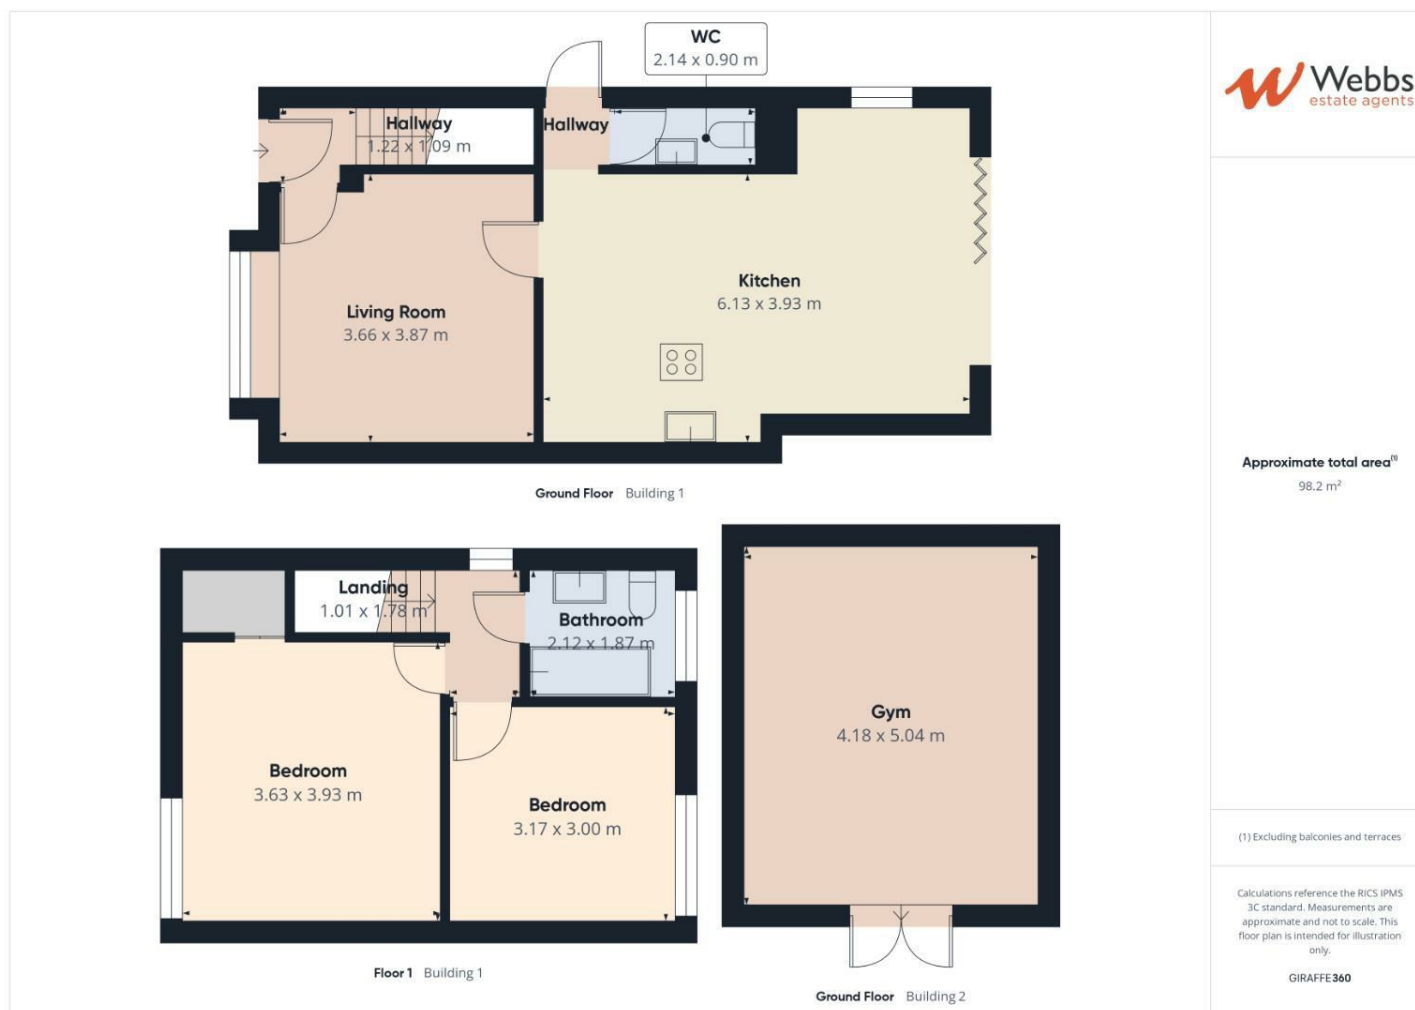 WC
2.14 x 0.90 m
Hallway
1.22 x 1.09 m
Hallway
Living Room
3.66 x 3.87 m
Kitchen
6.13 x 3.93 m
Ground Floor Building 1
Landing
1.01 x 1.78 m
Bathroom
2.12 x 1.87 m
Bedroom
3.63 x 3.93 m
Bedroom
3.17 x 3.00 m
Floor 1 Building 1
Gym
4.18 x 5.04 m
Ground Floor Building 2
Webbs
estate agents
Approximate total area(1)
98.2 m²
(1) Excluding balconies and terraces
Calculations reference the RICS IPMS
3C standard. Measurements are
approximate and not to scale. This
floor plan is intended for illustration
only.
GIRAFFE360